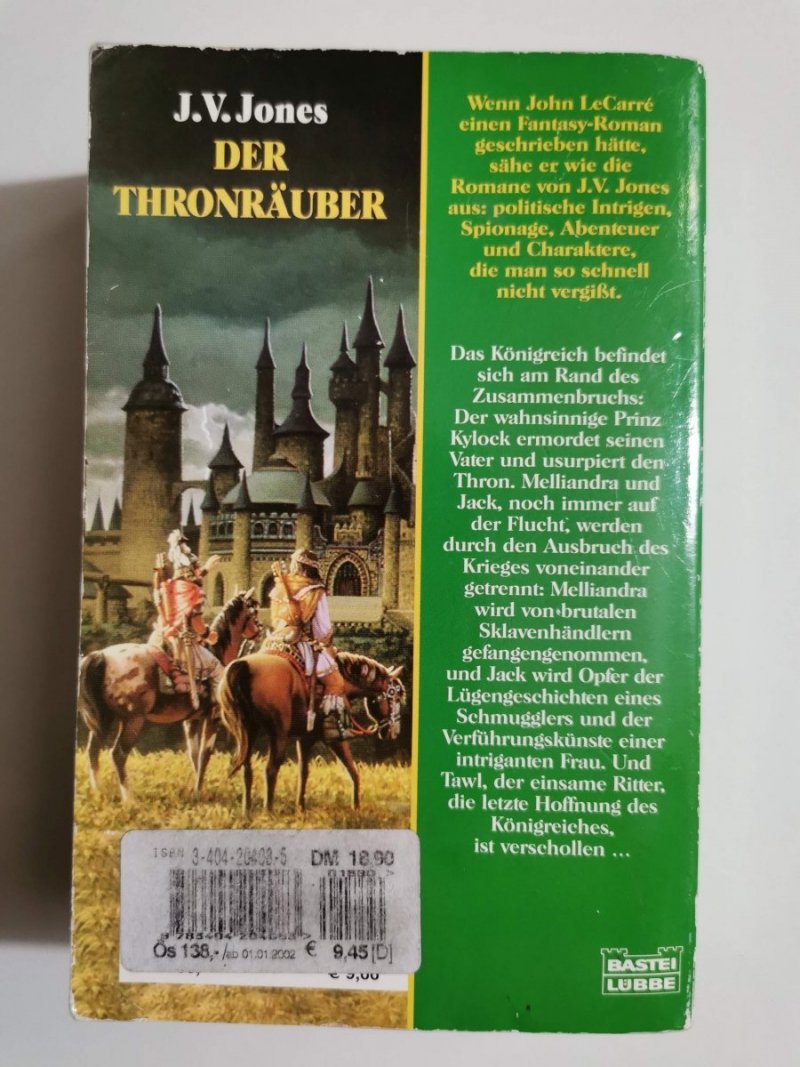 J.V. Jones
DER
THRONRÄUBER
Wenn John LeCarré
einen Fantasy-Roman
geschrieben hätte,
sähe er wie die
Romane von J.V. Jones
aus: politische Intrigen,
Spionage, Abenteuer
und Charaktere,
die man so schnell
nicht vergißt.
Das Königreich befindet
sich am Rand des
Zusammenbruchs:
Der wahnsinnige Prinz
Kylock ermordet seinen
Vater und usurpiert den
Thron. Melliandra und
Jack, noch immer auf
der Flucht, werden
durch den Ausbruch des
Krieges voneinander
getrennt: Melliandra
wird von brutalen
Sklavenhändlern
gefangengenommen,
und Jack wird Opfer der
Lügengeschichten eines
Schmugglers und der
Verführungskünste einer
intriganten Frau. Und
Tawl, der einsame Ritter,
die letzte Hoffnung des
Königreiches,
ist verschollen ...
ISBN 3-404-20408-5 DM 18.90
Ös 138,-/ab 01.01.2002 € 9,45 [D]
BASTEI
LÜBBE